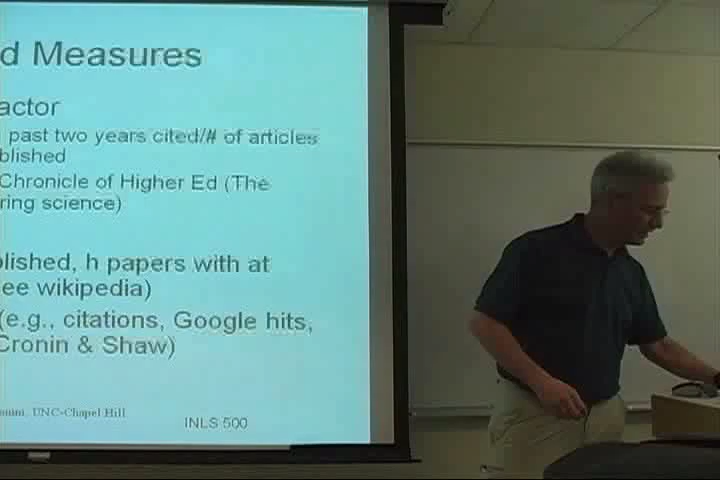 d Measures
actor
past two years cited/# of articles
blished
Chronicle of Higher Ed (The
ring science)
lished, h papers with at
ee wikipedia)
(e.g., citations, Google hits,
Cronin & Shaw)
UNC-Chapel Hill
INLS 500